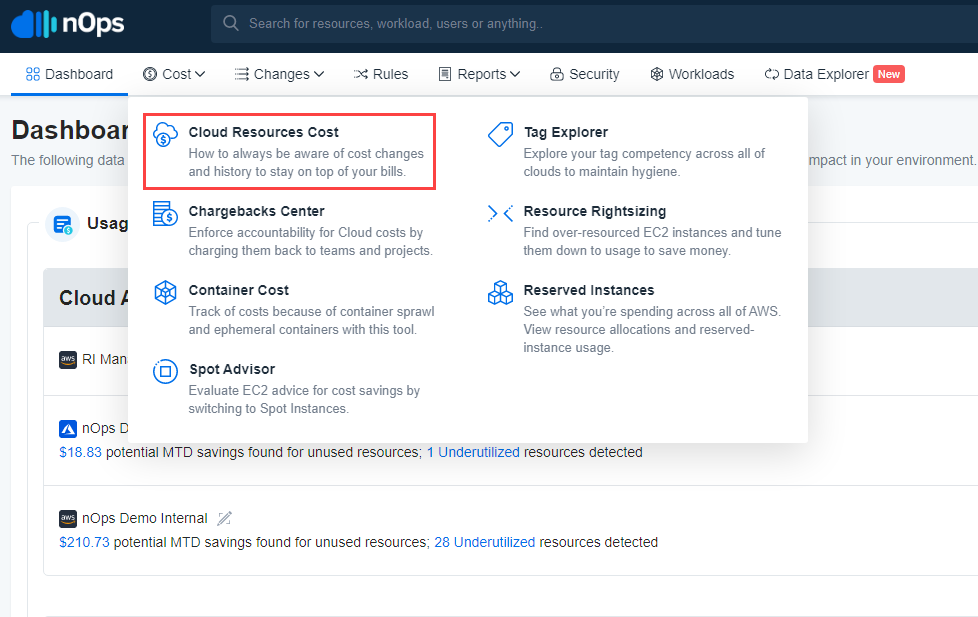 nOps
Search for resources, workload, users or anything..
Dashboard Cost Changes Rules Reports Security Workloads Data Explorer New
Dashboar
The following data
mpact in your environment.
Cloud Resources Cost
How to always be aware of cost changes
and history to stay on top of your bills.
Tag Explorer
Explore your tag competency across all of
clouds to maintain hygiene.
Chargebacks Center
Enforce accountability for Cloud costs by
charging them back to teams and projects.
Resource Rightsizing
Find over-resourced EC2 instances and tune
them down to usage to save money.
Container Cost
Track of costs because of container sprawl
and ephemeral containers with this tool.
Reserved Instances
See what you’re spending across all of AWS.
View resource allocations and reserved-
instance usage.
Spot Advisor
Evaluate EC2 advice for cost savings by
switching to Spot Instances.
Usag
Cloud A
aws RI Man
nOps D
$18.83 potential MTD savings found for unused resources; 1 Underutilized resources detected
aws nOps Demo Internal
$210.73 potential MTD savings found for unused resources; 28 Underutilized resources detected